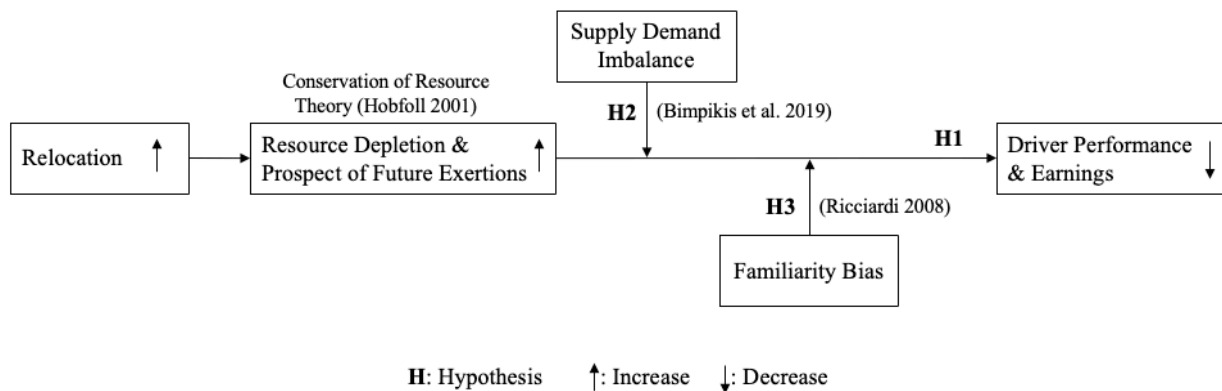 Supply Demand
Imbalance
Conservation of Resource
Theory (Hobfoll 2001)
H2 (Bimpikis et al. 2019)
Relocation
Resource Depletion &
Prospect of Future Exertions
H1
Driver Performance
& Earnings
H3 (Ricciardi 2008)
Familiarity Bias
H: Hypothesis ↑: Increase ↓: Decrease